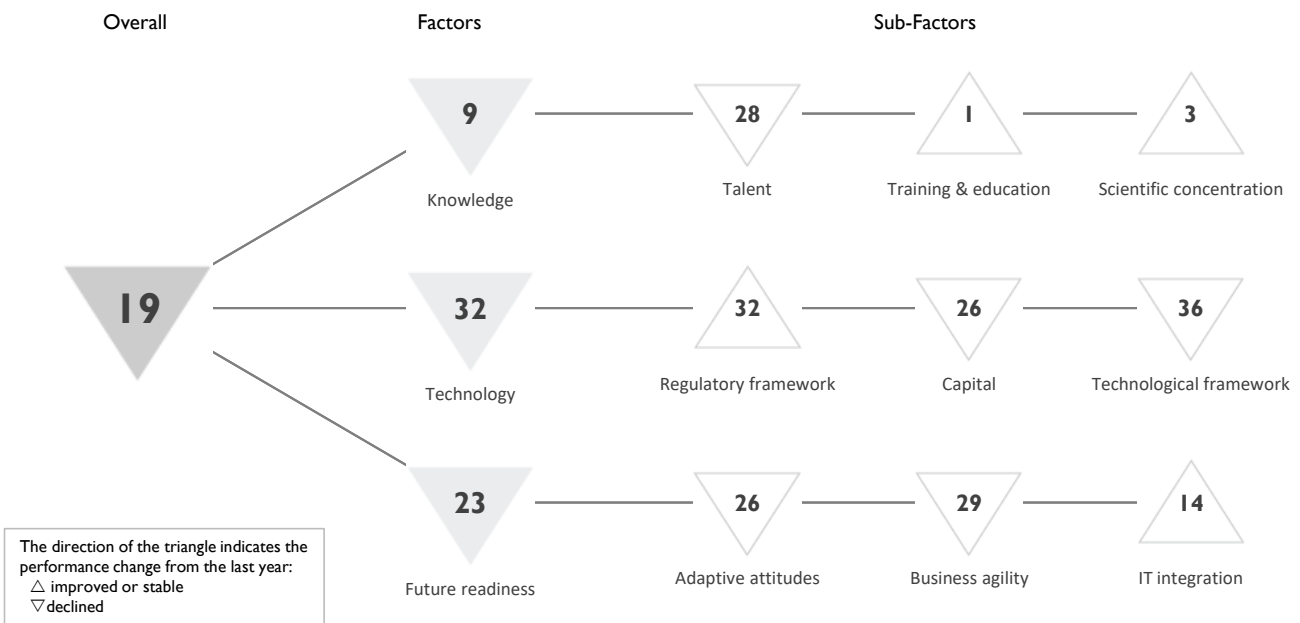 Overall Factors Sub-Factors
9 28 1 3
Knowledge Talent Training & education Scientific concentration
19 32 32 26 36
Technology Regulatory framework Capital Technological framework
23 26 29 14
Future readiness Adaptive attitudes Business agility IT integration
The direction of the triangle indicates the
performance change from the last year:
△ improved or stable
▽ declined